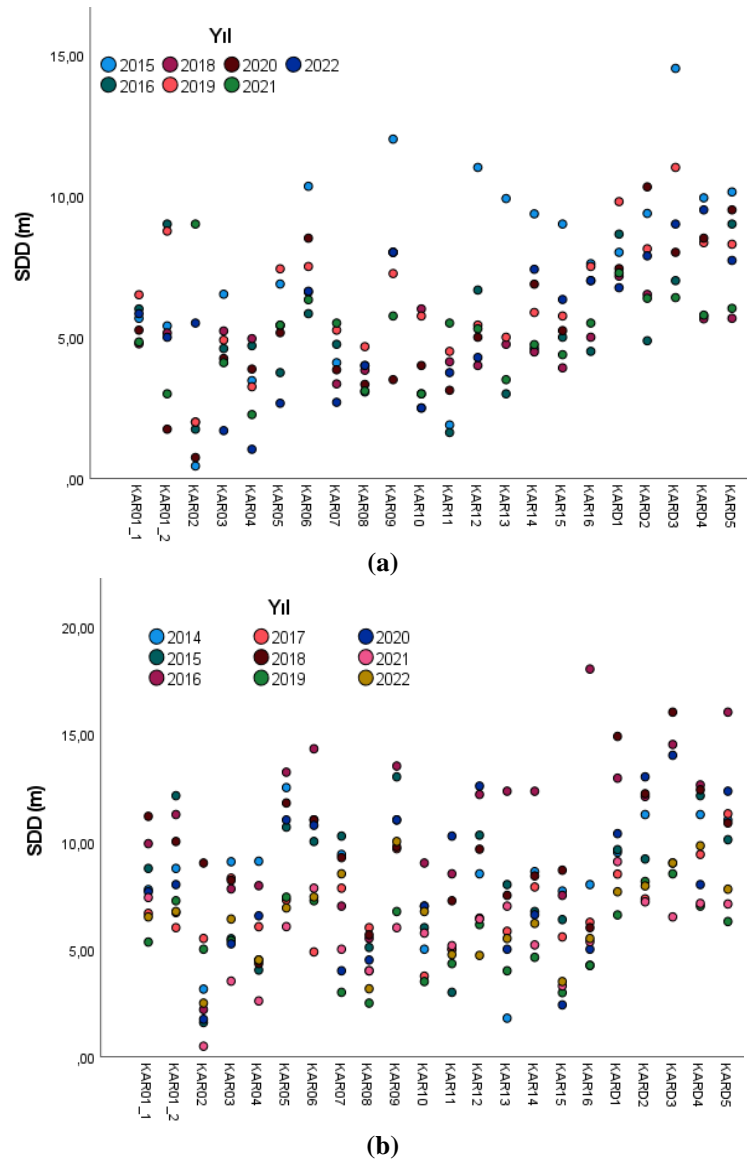 Yıl
2015 2018 2020 2022
2016 2019 2021
SDD (m)
15,00
10,00
5,00
,00
KAR01_1 KAR01_2 KAR02 KAR03 KAR04 KAR05 KAR06 KAR07 KAR08 KAR09 KAR10 KAR11 KAR12 KAR13 KAR14 KAR15 KAR16 KARD1 KARD2 KARD3 KARD4 KARD5
(a)
Yıl
2014 2017 2020
2015 2018 2021
2016 2019 2022
SDD (m)
20,00
15,00
10,00
5,00
,00
KAR01_1 KAR01_2 KAR02 KAR03 KAR04 KAR05 KAR06 KAR07 KAR08 KAR09 KAR10 KAR11 KAR12 KAR13 KAR14 KAR15 KAR16 KARD1 KARD2 KARD3 KARD4 KARD5
(b)